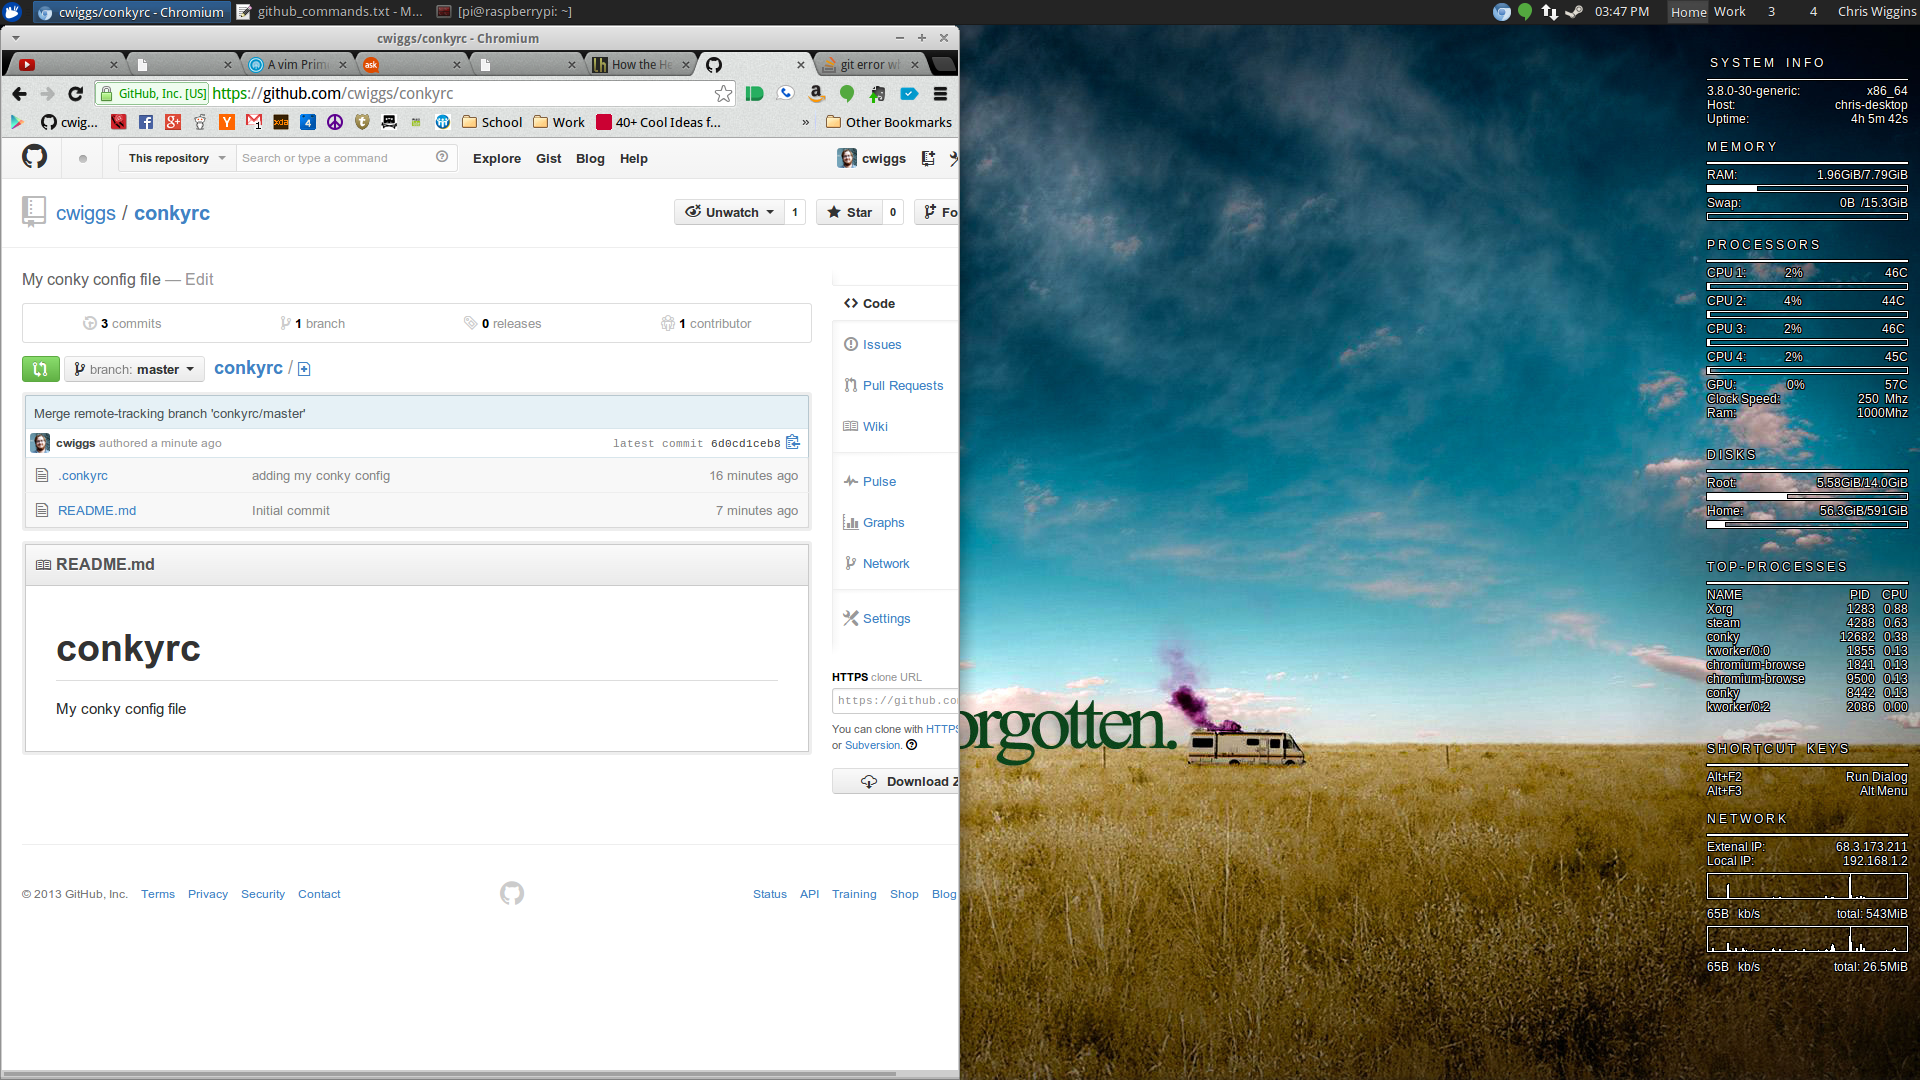 cwiggs/conkyrc - Chromium
github_commands.txt - M...
[pi@raspberrypi: ~]
03:47 PM
Home
Work
3
4
Chris Wiggins
cwiggs/conkyrc - Chromium
A vim Prim
ask
How the He
git error wh
GitHub, Inc. [US]
https://github.com/cwiggs/conkyrc
cwig...
School
Work
40+ Cool Ideas f...
»
Other Bookmarks
This repository
Search or type a command
Explore
Gist
Blog
Help
cwiggs
cwiggs / conkyrc
Unwatch
1
Star
0
Fo
My conky config file — Edit
3 commits
1 branch
0 releases
1 contributor
branch: master
conkyrc /
Merge remote-tracking branch 'conkyrc/master'
cwiggs authored a minute ago
latest commit 6d0cd1ceb8
.conkyrc
adding my conky config
16 minutes ago
README.md
Initial commit
7 minutes ago
README.md
conkyrc
My conky config file
Code
Issues
Pull Requests
Wiki
Pulse
Graphs
Network
Settings
HTTPS clone URL
https://github.co
You can clone with HTTPS
or Subversion.
Download Z
© 2013 GitHub, Inc.
Terms
Privacy
Security
Contact
Status
API
Training
Shop
Blog
orgotten.
SYSTEM INFO
3.8.0-30-generic: x86_64
Host: chris-desktop
Uptime: 4h 5m 42s
MEMORY
RAM: 1.96GiB/7.79GiB
Swap: 0B /15.3GiB
PROCESSORS
CPU 1: 2% 46C
CPU 2: 4% 44C
CPU 3: 2% 46C
CPU 4: 2% 45C
GPU: 0% 57C
Clock Speed: 250 Mhz
Ram: 1000Mhz
DISKS
Root: 5.58GiB/14.0GiB
Home: 56.3GiB/591GiB
TOP-PROCESSES
NAME PID CPU
Xorg 1283 0.88
steam 4288 0.63
conky 12682 0.38
kworker/0:0 1855 0.13
chromium-browse 1841 0.13
chromium-browse 9500 0.13
conky 8442 0.13
kworker/0:2 2086 0.00
SHORTCUT KEYS
Alt+F2 Run Dialog
Alt+F3 Alt Menu
NETWORK
Extenal IP: 68.3.173.211
Local IP: 192.168.1.2
65B kb/s total: 543MiB
65B kb/s total: 26.5MiB